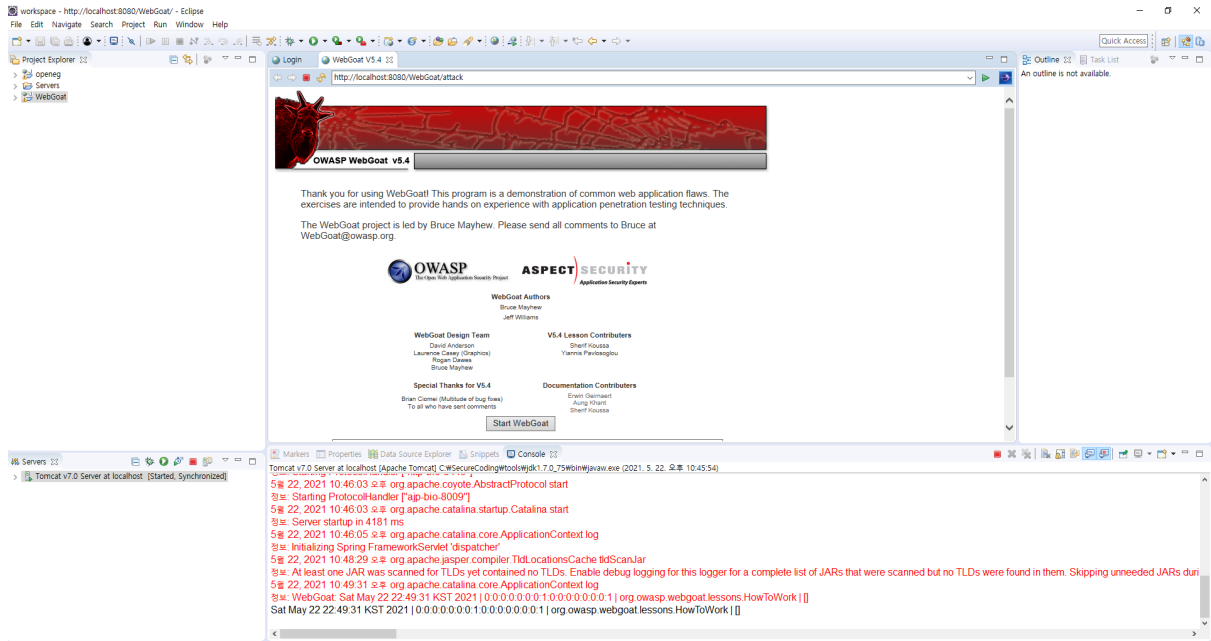 workspace - http://localhost:8080/WebGoat/ - Eclipse
File Edit Navigate Search Project Run Window Help
Quick Access
Project Explorer
openeg
Servers
WebGoat
Login
WebGoat V5.4
http://localhost:8080/WebGoat/attack
OWASP WebGoat v5.4
Thank you for using WebGoat! This program is a demonstration of common web application flaws. The
exercises are intended to provide hands on experience with application penetration testing techniques.
The WebGoat project is led by Bruce Mayhew. Please send all comments to Bruce at
WebGoat@owasp.org.
OWASP
The Open Web Application Security Project
ASPECT SECURITY
Application Security Experts
WebGoat Authors
Bruce Mayhew
Jeff Williams
WebGoat Design Team
David Anderson
Laurence Casey (Graphics)
Rogan Dawes
Bruce Mayhew
V5.4 Lesson Contributers
Sherif Koussa
Yiannis Pavlosoglou
Special Thanks for V5.4
Brian Ciomei (Multitude of bug fixes)
To all who have sent comments
Documentation Contributers
Erwin Geirnaert
Aung Khant
Sherif Koussa
Start WebGoat
Outline
Task List
An outline is not available.
Servers
Tomcat v7.0 Server at localhost [Started, Synchronized]
Markers Properties Data Source Explorer Snippets Console
Tomcat v7.0 Server at localhost [Apache Tomcat] C:₩SecureCoding₩tools₩jdk1.7.0_75₩bin₩javaw.exe (2021. 5. 22. 오후 10:45:54)
5월 22, 2021 10:46:03 오후 org.apache.coyote.AbstractProtocol start
정보: Starting ProtocolHandler ["ajp-bio-8009"]
5월 22, 2021 10:46:03 오후 org.apache.catalina.startup.Catalina start
정보: Server startup in 4181 ms
5월 22, 2021 10:46:05 오후 org.apache.catalina.core.ApplicationContext log
정보: Initializing Spring FrameworkServlet 'dispatcher'
5월 22, 2021 10:48:29 오후 org.apache.jasper.compiler.TldLocationsCache tldScanJar
정보: At least one JAR was scanned for TLDs yet contained no TLDs. Enable debug logging for this logger for a complete list of JARs that were scanned but no TLDs were found in them. Skipping unneeded JARs duri
5월 22, 2021 10:49:31 오후 org.apache.catalina.core.ApplicationContext log
정보: WebGoat: Sat May 22 22:49:31 KST 2021 | 0:0:0:0:0:0:0:1:0:0:0:0:0:0:0:1 | org.owasp.webgoat.lessons.HowToWork | []
Sat May 22 22:49:31 KST 2021 | 0:0:0:0:0:0:0:1:0:0:0:0:0:0:0:1 | org.owasp.webgoat.lessons.HowToWork | []